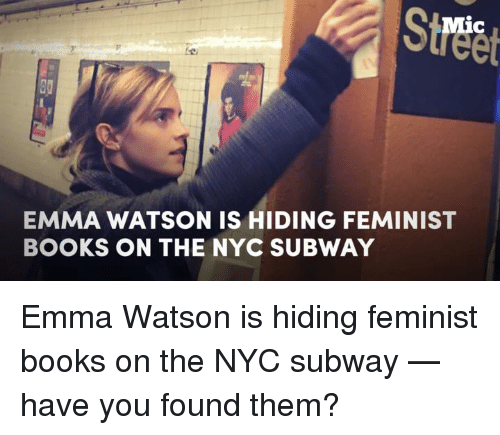 Mic
Street
EMMA WATSON IS HIDING FEMINIST
BOOKS ON THE NYC SUBWAY
Emma Watson is hiding feminist
books on the NYC subway —
have you found them?